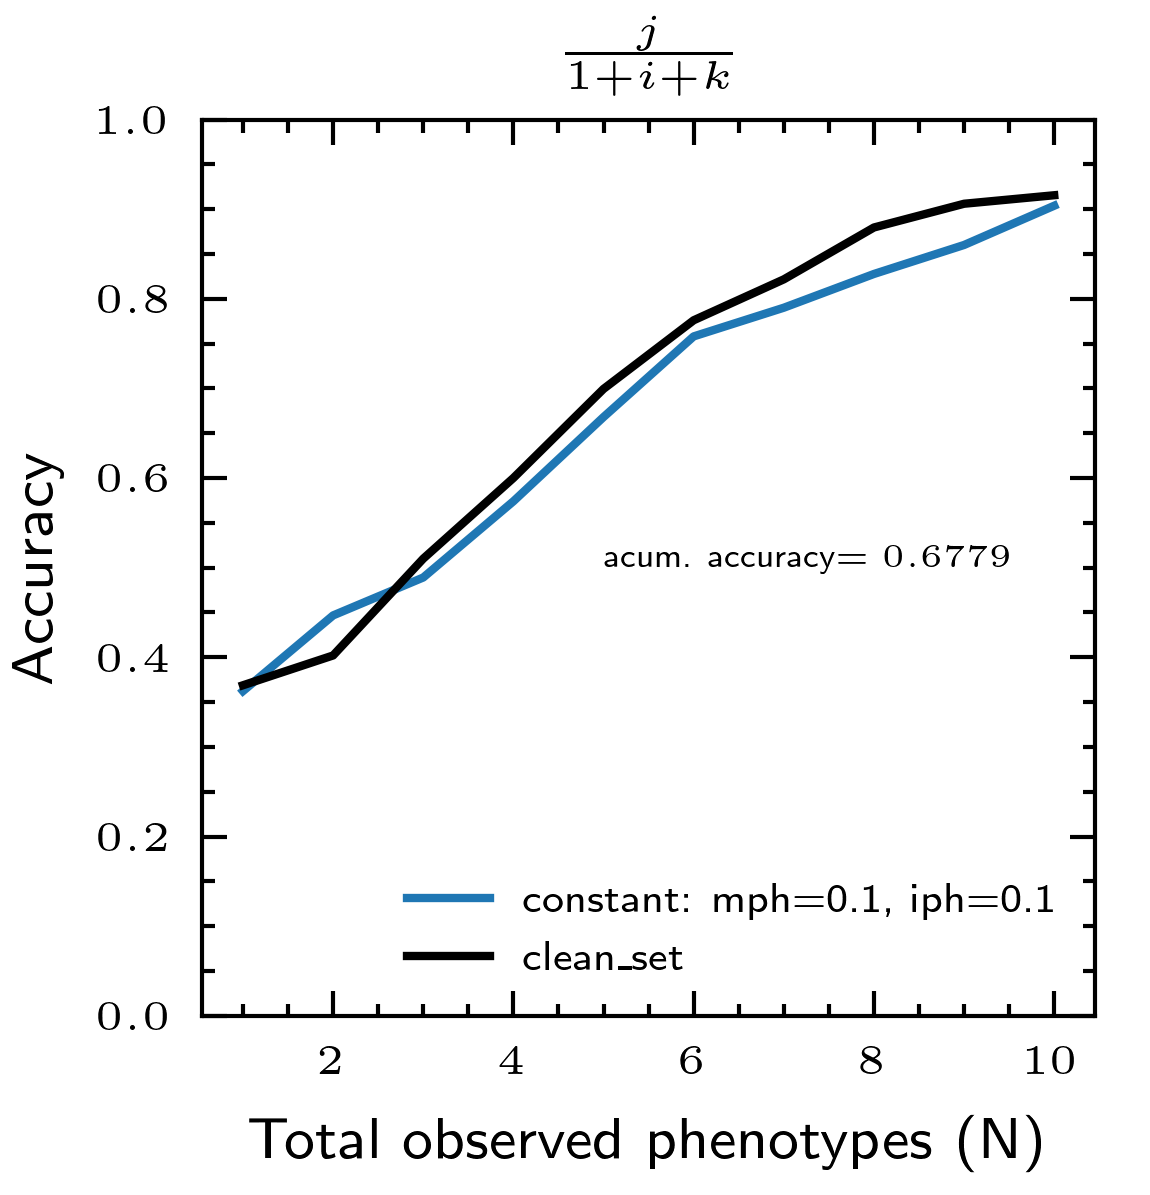 j
1+i+k
1.0
0.8
0.6
0.4
0.2
0.0
Accuracy
acum. accuracy= 0.6779
constant: mph=0.1, iph=0.1
clean_set
2 4 6 8 10
Total observed phenotypes (N)